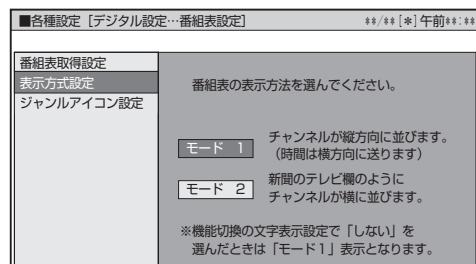 ■各種設定［デジタル設定…番組表設定］ **/**[*]午前**:**
番組表取得設定
表示方式設定
ジャンルアイコン設定
番組表の表示方法を選んでください。
モード 1
チャンネルが縦方向に並びます。
（時間は横方向に送ります）
モード 2
新聞のテレビ欄のように
チャンネルが横に並びます。
※機能切換の文字表示設定で「しない」を
選んだときは「モード１」表示となります。